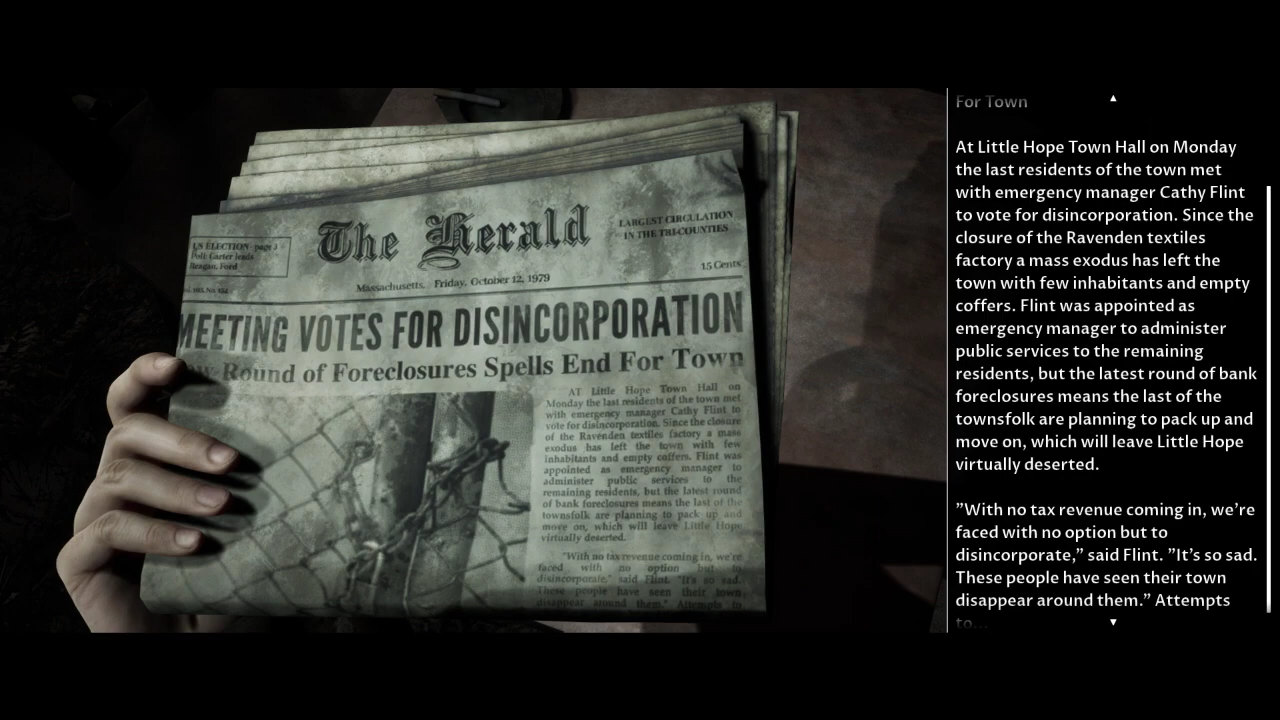 The Herald
LARGEST CIRCULATION
IN THE TRI-COUNTIES
US ELECTION - page 3
Poll: Carter leads
Reagan, Ford
15 Cents
Massachusetts, Friday, October 12, 1979
MEETING VOTES FOR DISINCORPORATION
Round of Foreclosures Spells End For Town
AT Little Hope Town Hall on
Monday the last residents of the town met
with emergency manager Cathy Flint to
vote for disincorporation. Since the closure
of the Ravenden textiles factory a mass
exodus has left the town with few
inhabitants and empty coffers. Flint was
appointed as emergency manager to
administer public services to the
remaining residents, but the latest round
of bank foreclosures means the last of the
townsfolk are planning to pack up and
move on, which will leave Little Hope
virtually deserted.
"With no tax revenue coming in, we're
faced with no option but to
disincorporate," said Flint. "It's so sad.
These people have seen their town
disappear around them." Attempts to
For Town
At Little Hope Town Hall on Monday
the last residents of the town met
with emergency manager Cathy Flint
to vote for disincorporation. Since the
closure of the Ravenden textiles
factory a mass exodus has left the
town with few inhabitants and empty
coffers. Flint was appointed as
emergency manager to administer
public services to the remaining
residents, but the latest round of bank
foreclosures means the last of the
townsfolk are planning to pack up and
move on, which will leave Little Hope
virtually deserted.
”With no tax revenue coming in, we’re
faced with no option but to
disincorporate,” said Flint. ”It’s so sad.
These people have seen their town
disappear around them.” Attempts
to...